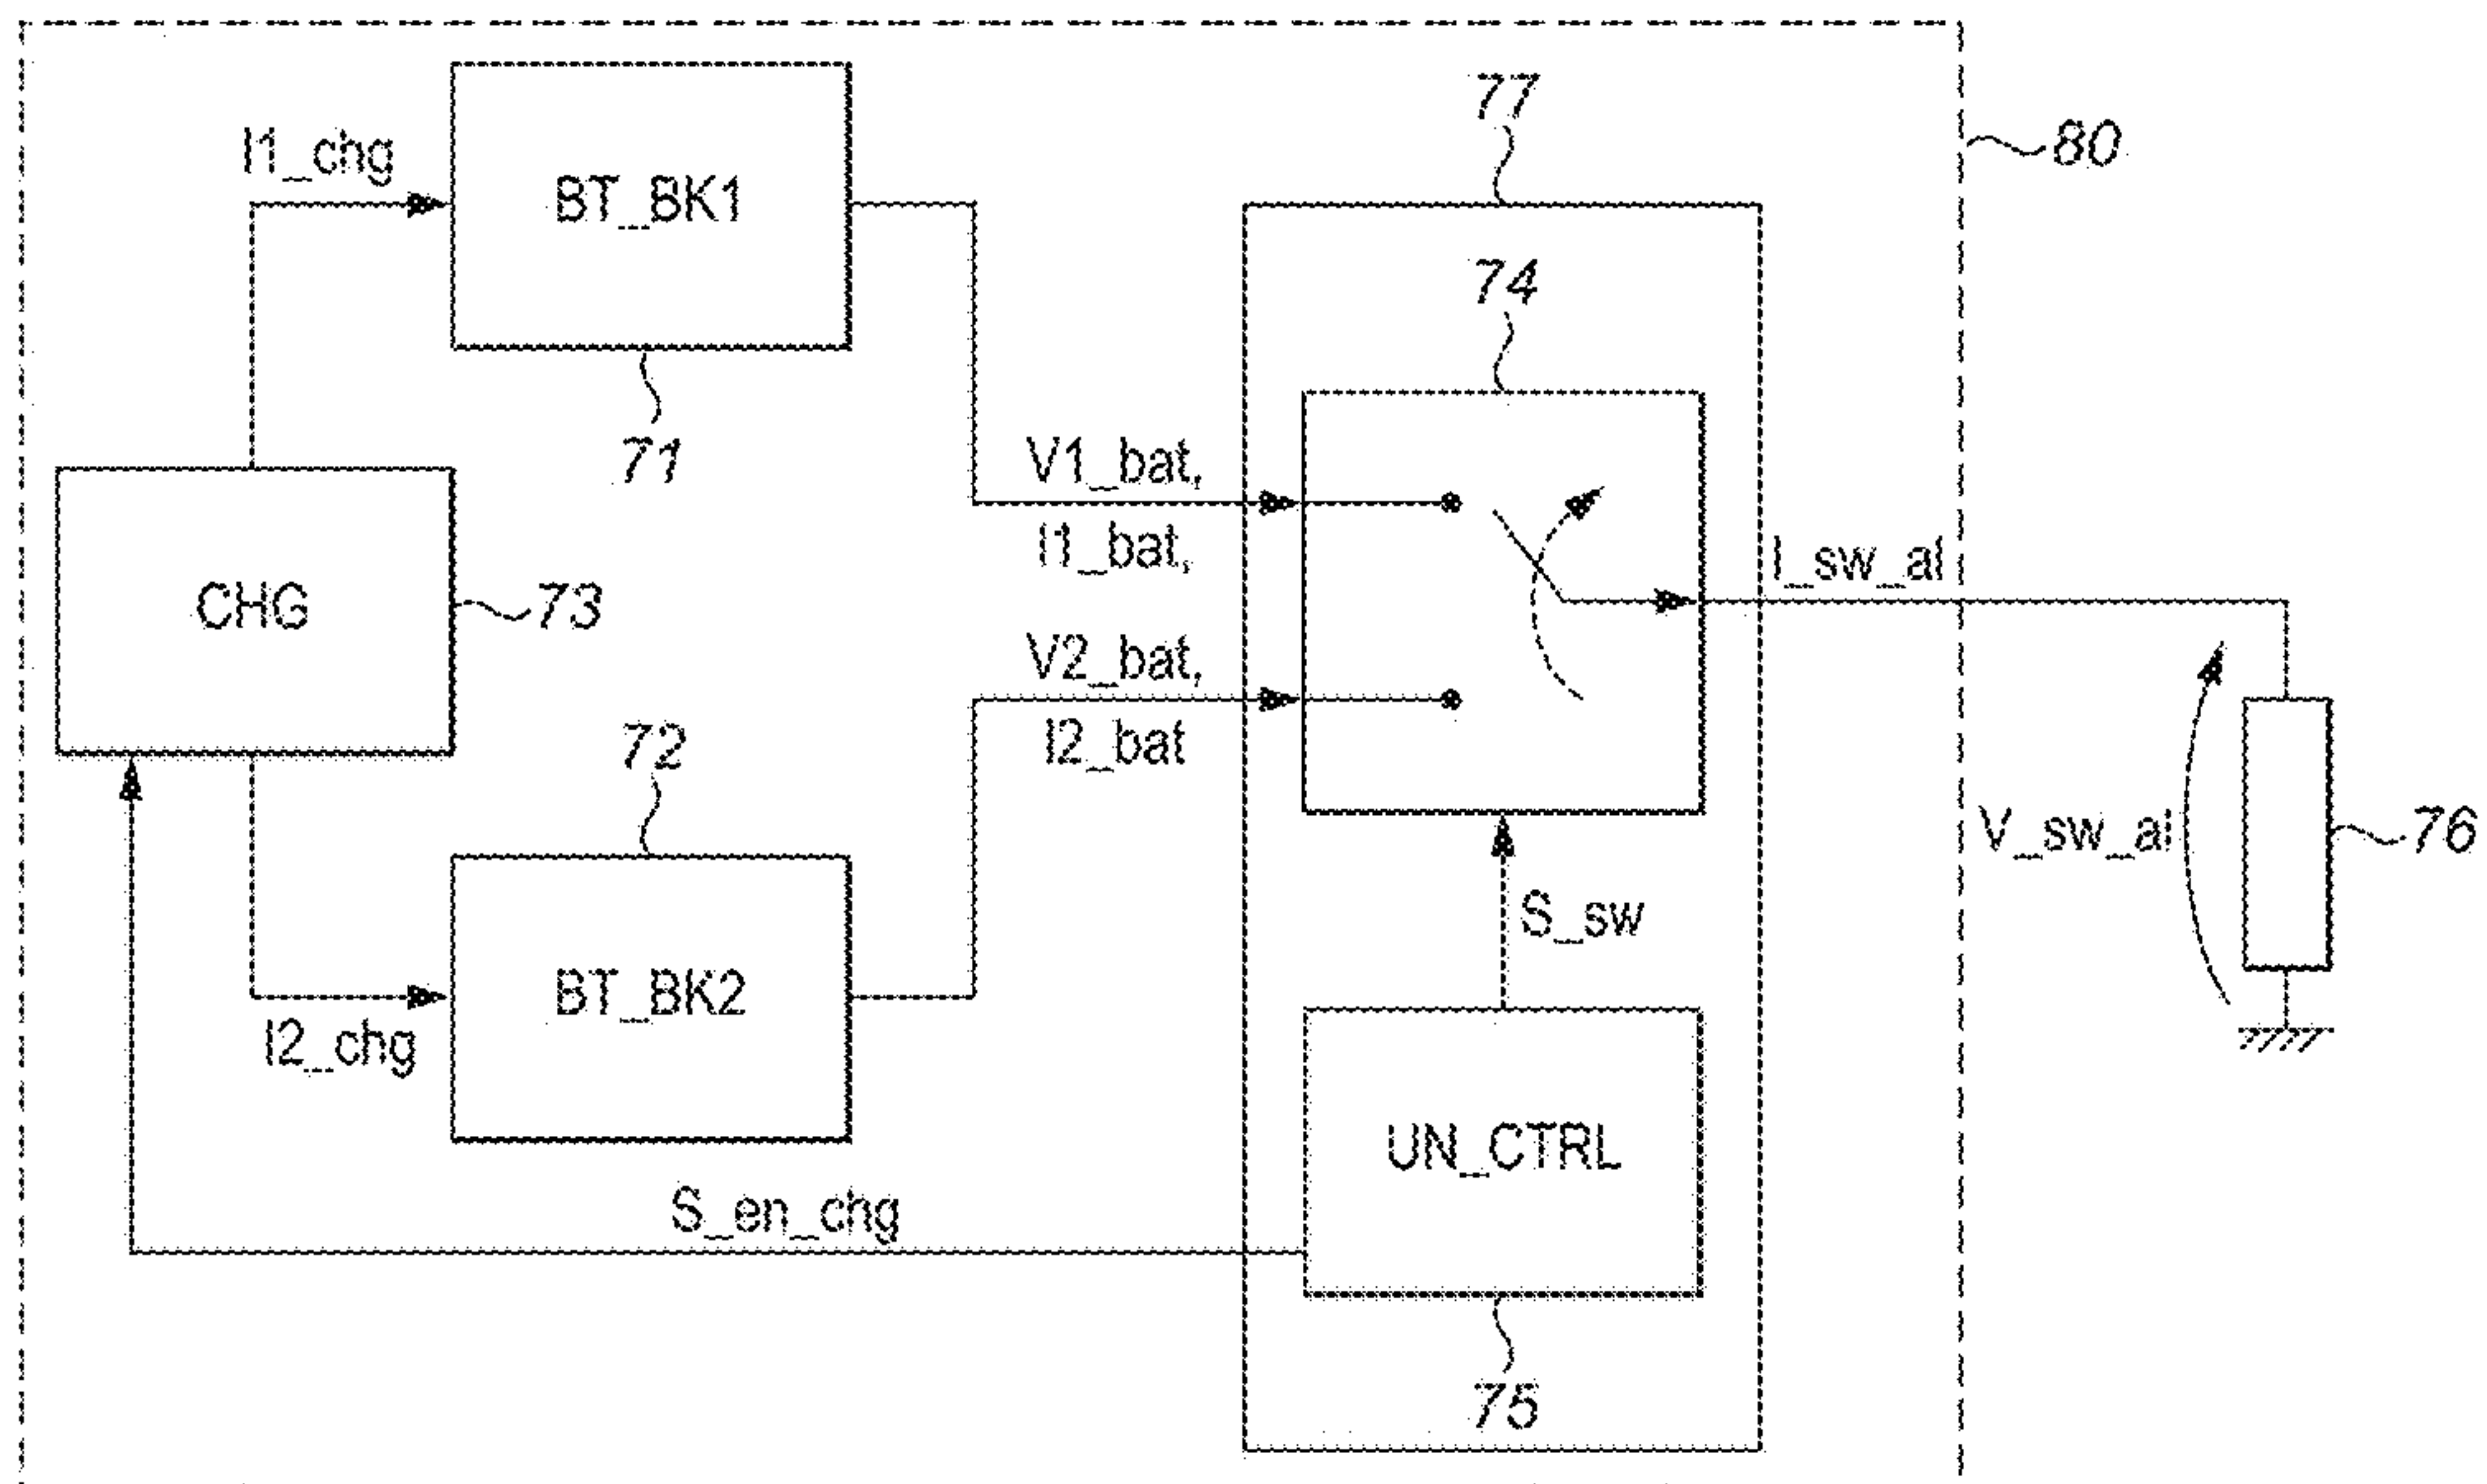 77
80
I1_chg
BT_BK1
74
71
V1_bat,
I1_bat,
I_sw_al
CHG
73
V2_bat,
I2_bat
72
V_sw_al
76
S_sw
BT_BK2
I2_chg
UN_CTRL
S_en_chg
75